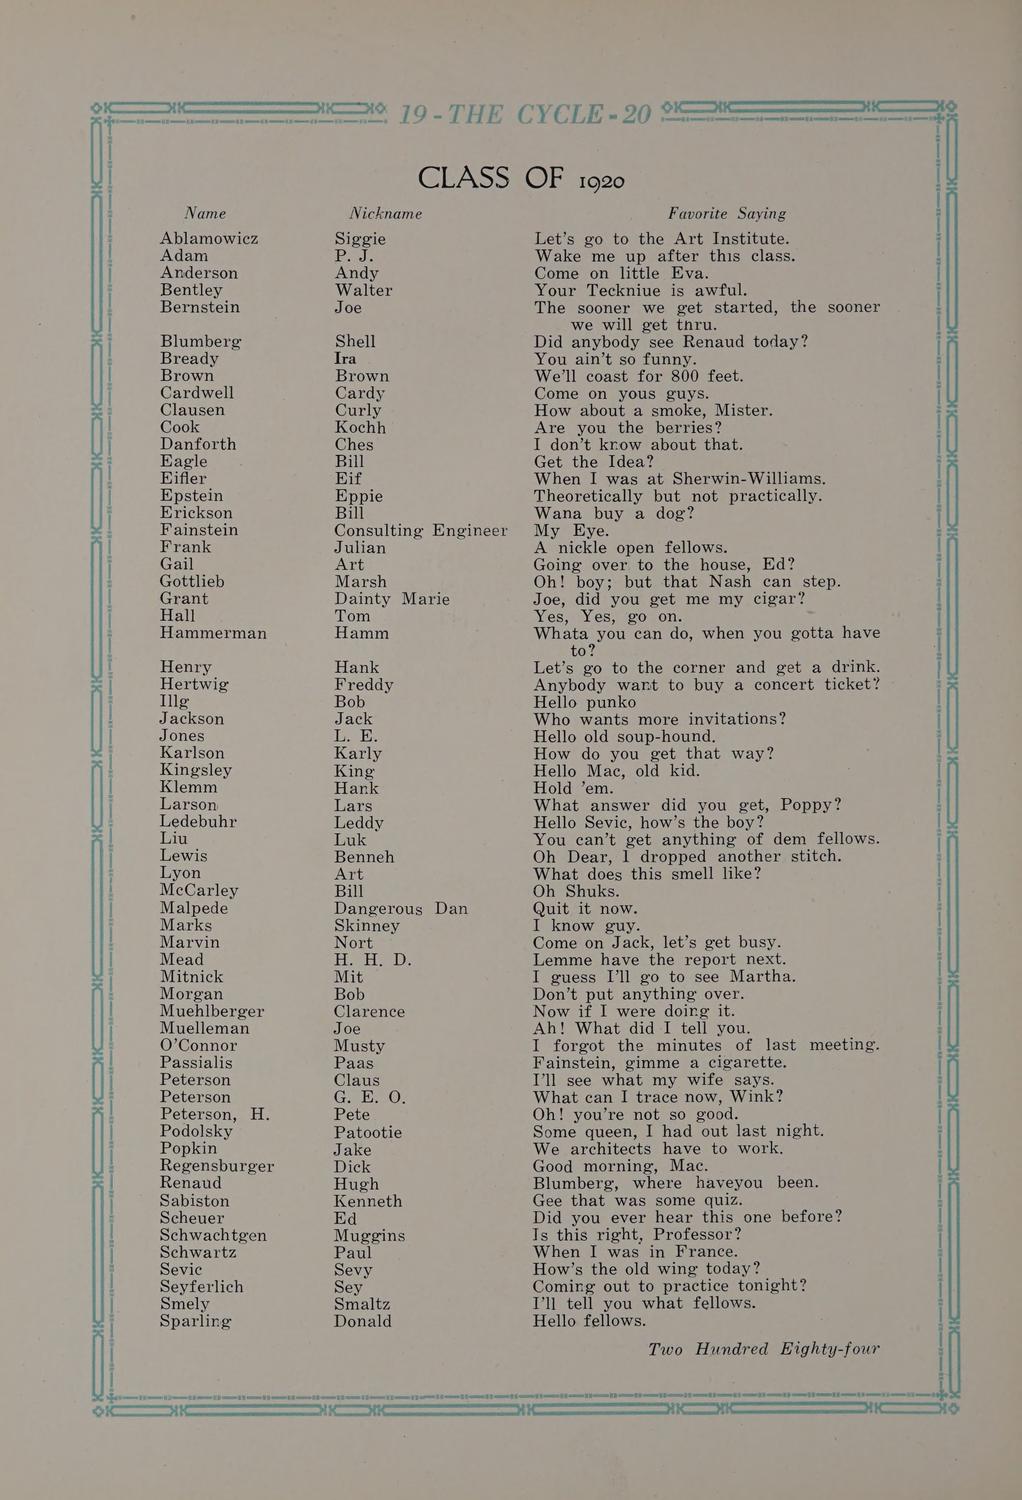 19-THE CYCLE-20
CLASS OF 1920
Name Nickname Favorite Saying
Ablamowicz Siggie Let's go to the Art Institute.
Adam P. J. Wake me up after this class.
Anderson Andy Come on little Eva.
Bentley Walter Your Teckniue is awful.
Bernstein Joe The sooner we get started, the sooner
we will get thru.
Blumberg Shell Did anybody see Renaud today?
Bready Ira You ain't so funny.
Brown Brown We'll coast for 800 feet.
Cardwell Cardy Come on yous guys.
Clausen Curly How about a smoke, Mister.
Cook Kochh Are you the berries?
Danforth Ches I don't know about that.
Eagle Bill Get the Idea?
Eifler Eif When I was at Sherwin-Williams.
Epstein Eppie Theoretically but not practically.
Erickson Bill Wana buy a dog?
Fainstein Consulting Engineer My Eye.
Frank Julian A nickle open fellows.
Gail Art Going over to the house, Ed?
Gottlieb Marsh Oh! boy; but that Nash can step.
Grant Dainty Marie Joe, did you get me my cigar?
Hall Tom Yes, Yes, go on.
Hammerman Hamm Whata you can do, when you gotta have
to?
Henry Hank Let's go to the corner and get a drink.
Hertwig Freddy Anybody want to buy a concert ticket?
Illg Bob Hello punko
Jackson Jack Who wants more invitations?
Jones L. E. Hello old soup-hound.
Karlson Karly How do you get that way?
Kingsley King Hello Mac, old kid.
Klemm Hank Hold 'em.
Larson Lars What answer did you get, Poppy?
Ledebuhr Leddy Hello Sevic, how's the boy?
Liu Luk You can't get anything of dem fellows.
Lewis Benneh Oh Dear, I dropped another stitch.
Lyon Art What does this smell like?
McCarley Bill Oh Shuks.
Malpede Dangerous Dan Quit it now.
Marks Skinney I know guy.
Marvin Nort Come on Jack, let's get busy.
Mead H. H. D. Lemme have the report next.
Mitnick Mit I guess I'll go to see Martha.
Morgan Bob Don't put anything over.
Muehlberger Clarence Now if I were doing it.
Muelleman Joe Ah! What did I tell you.
O'Connor Musty I forgot the minutes of last meeting.
Passialis Paas Fainstein, gimme a cigarette.
Peterson Claus I'll see what my wife says.
Peterson G. E. O. What can I trace now, Wink?
Peterson, H. Pete Oh! you're not so good.
Podolsky Patootie Some queen, I had out last night.
Popkin Jake We architects have to work.
Regensburger Dick Good morning, Mac.
Renaud Hugh Blumberg, where haveyou been.
Sabiston Kenneth Gee that was some quiz.
Scheuer Ed Did you ever hear this one before?
Schwachtgen Muggins Is this right, Professor?
Schwartz Paul When I was in France.
Sevic Sevy How's the old wing today?
Seyferlich Sey Coming out to practice tonight?
Smely Smaltz I'll tell you what fellows.
Sparling Donald Hello fellows.
Two Hundred Eighty-four